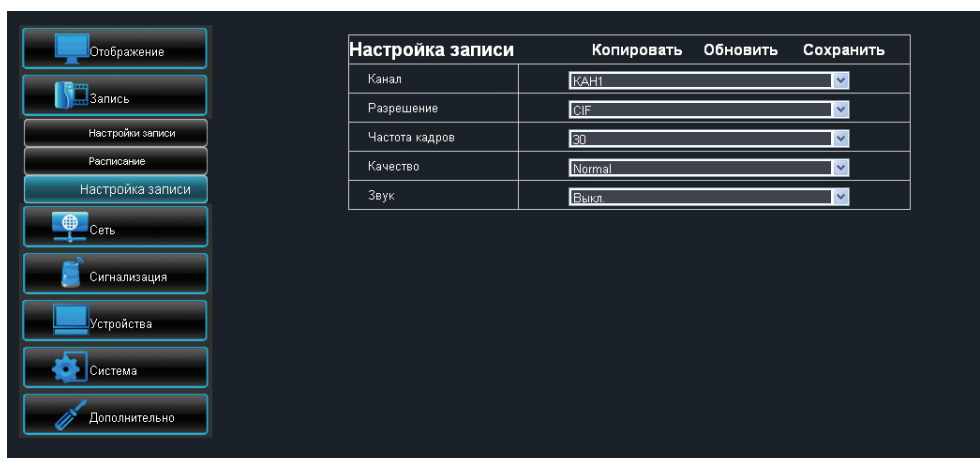 Отображение
Запись
Настройки записи
Расписание
Настройка записи
Сеть
Сигнализация
Устройства
Система
Дополнительно
Настройка записи Копировать Обновить Сохранить
Канал КАН1
Разрешение CIF
Частота кадров 30
Качество Normal
Звук Выкл.